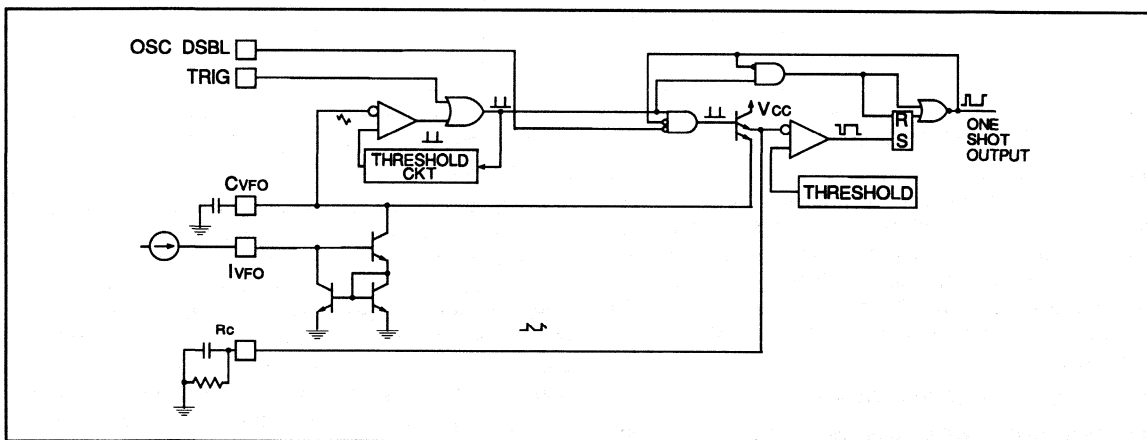 OSC DSBL
TRIG
VCC
R
S
ONE
SHOT
OUTPUT
THRESHOLD
CKT
THRESHOLD
CVFO
IVFO
RC